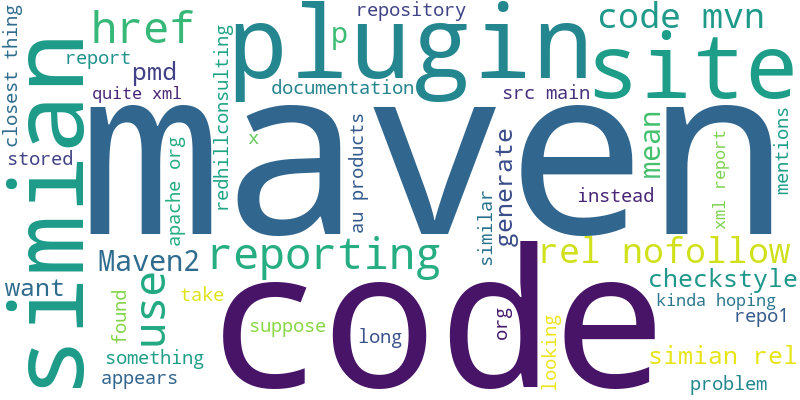 closest thing
href
report
pmd
quite xml
stored
simian
want
plugin
repository
p
documentation
redhillconsulting
x
apache org
au products
code mvn
site
src main
mean
mentions
generate
instead
xml report
similar
maven
Maven2
reporting
rel nofollow
use
take
found
something
appears
suppose
long
code
org
looking
checkstyle
kinda hoping
repo1
simian rel
problem